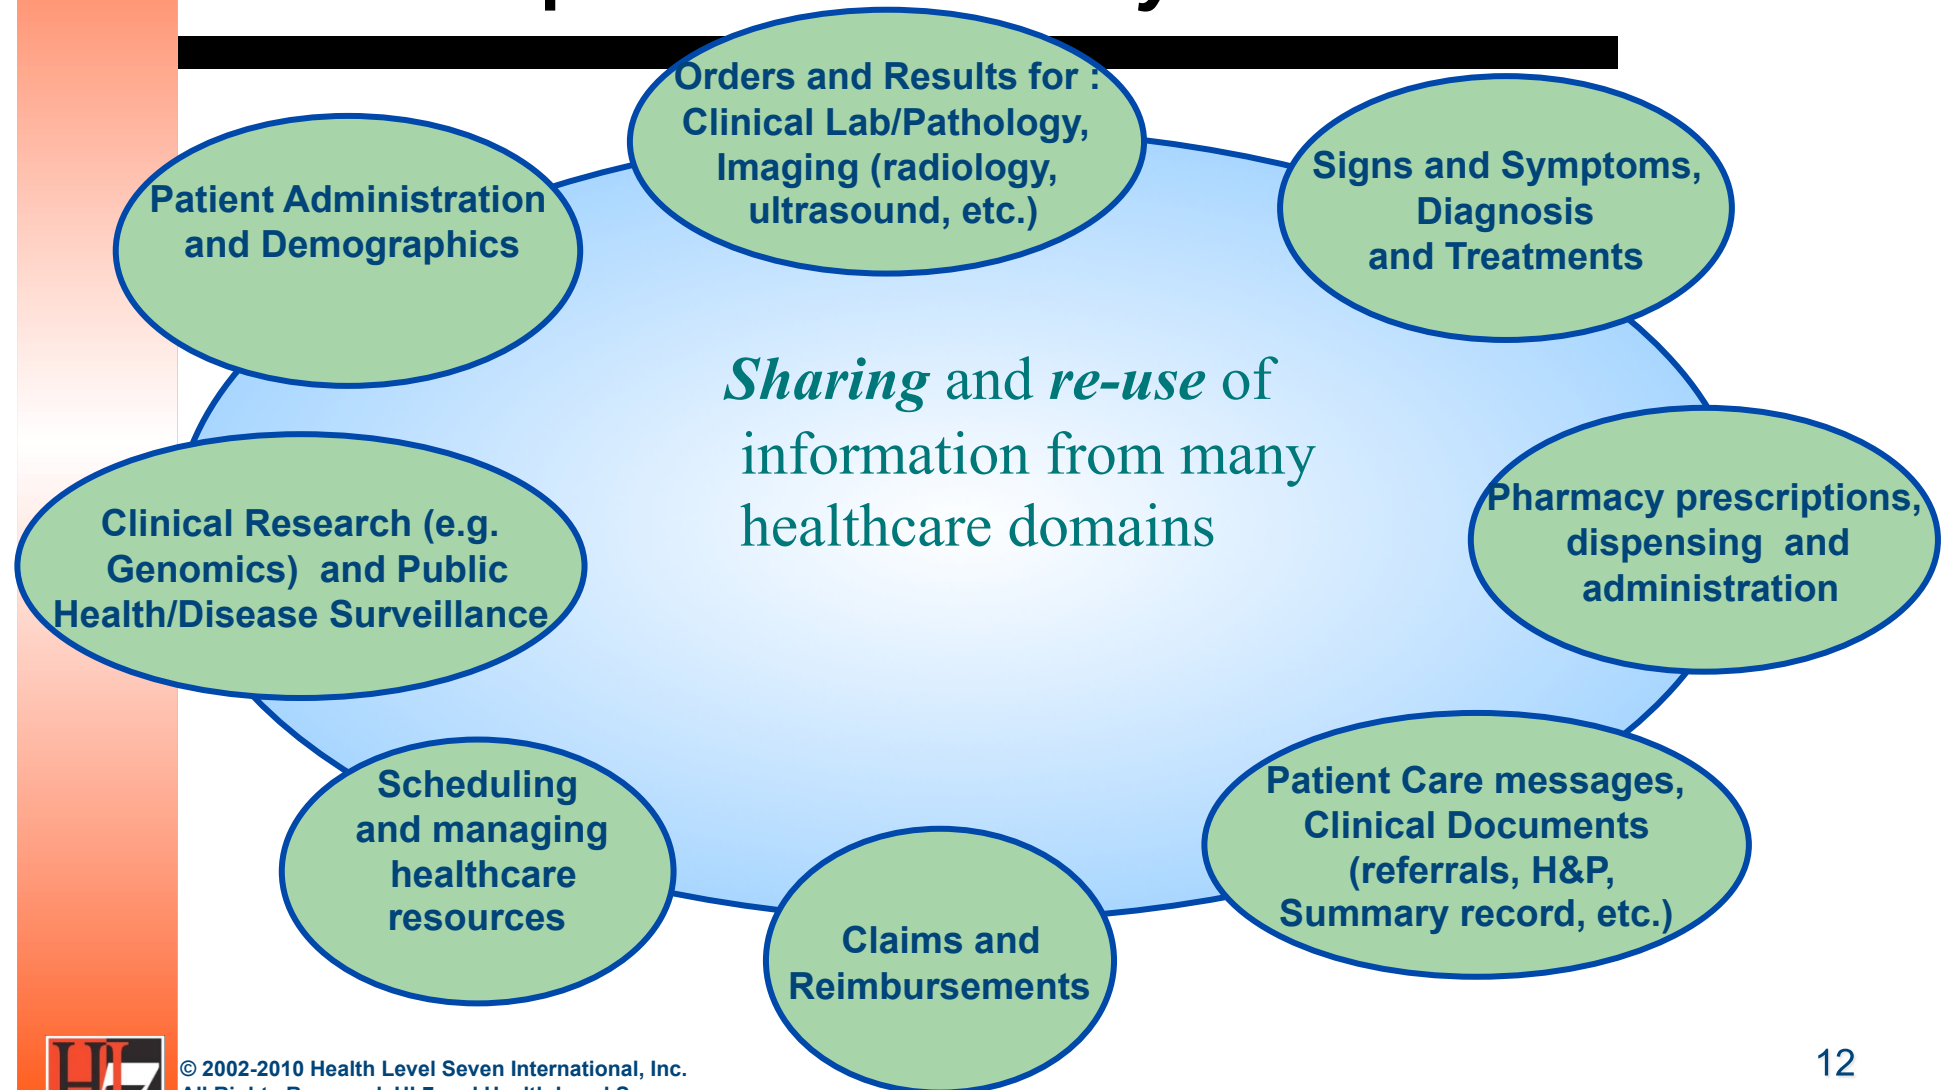 Orders and Results for :
Clinical Lab/Pathology,
Imaging (radiology,
ultrasound, etc.)
Signs and Symptoms,
Diagnosis
and Treatments
Patient Administration
and Demographics
Sharing and re-use of
information from many
healthcare domains
Pharmacy prescriptions,
dispensing and
administration
Clinical Research (e.g.
Genomics) and Public
Health/Disease Surveillance
Scheduling
and managing
healthcare
resources
Patient Care messages,
Clinical Documents
(referrals, H&P,
Summary record, etc.)
Claims and
Reimbursements
© 2002-2010 Health Level Seven International, Inc.
12